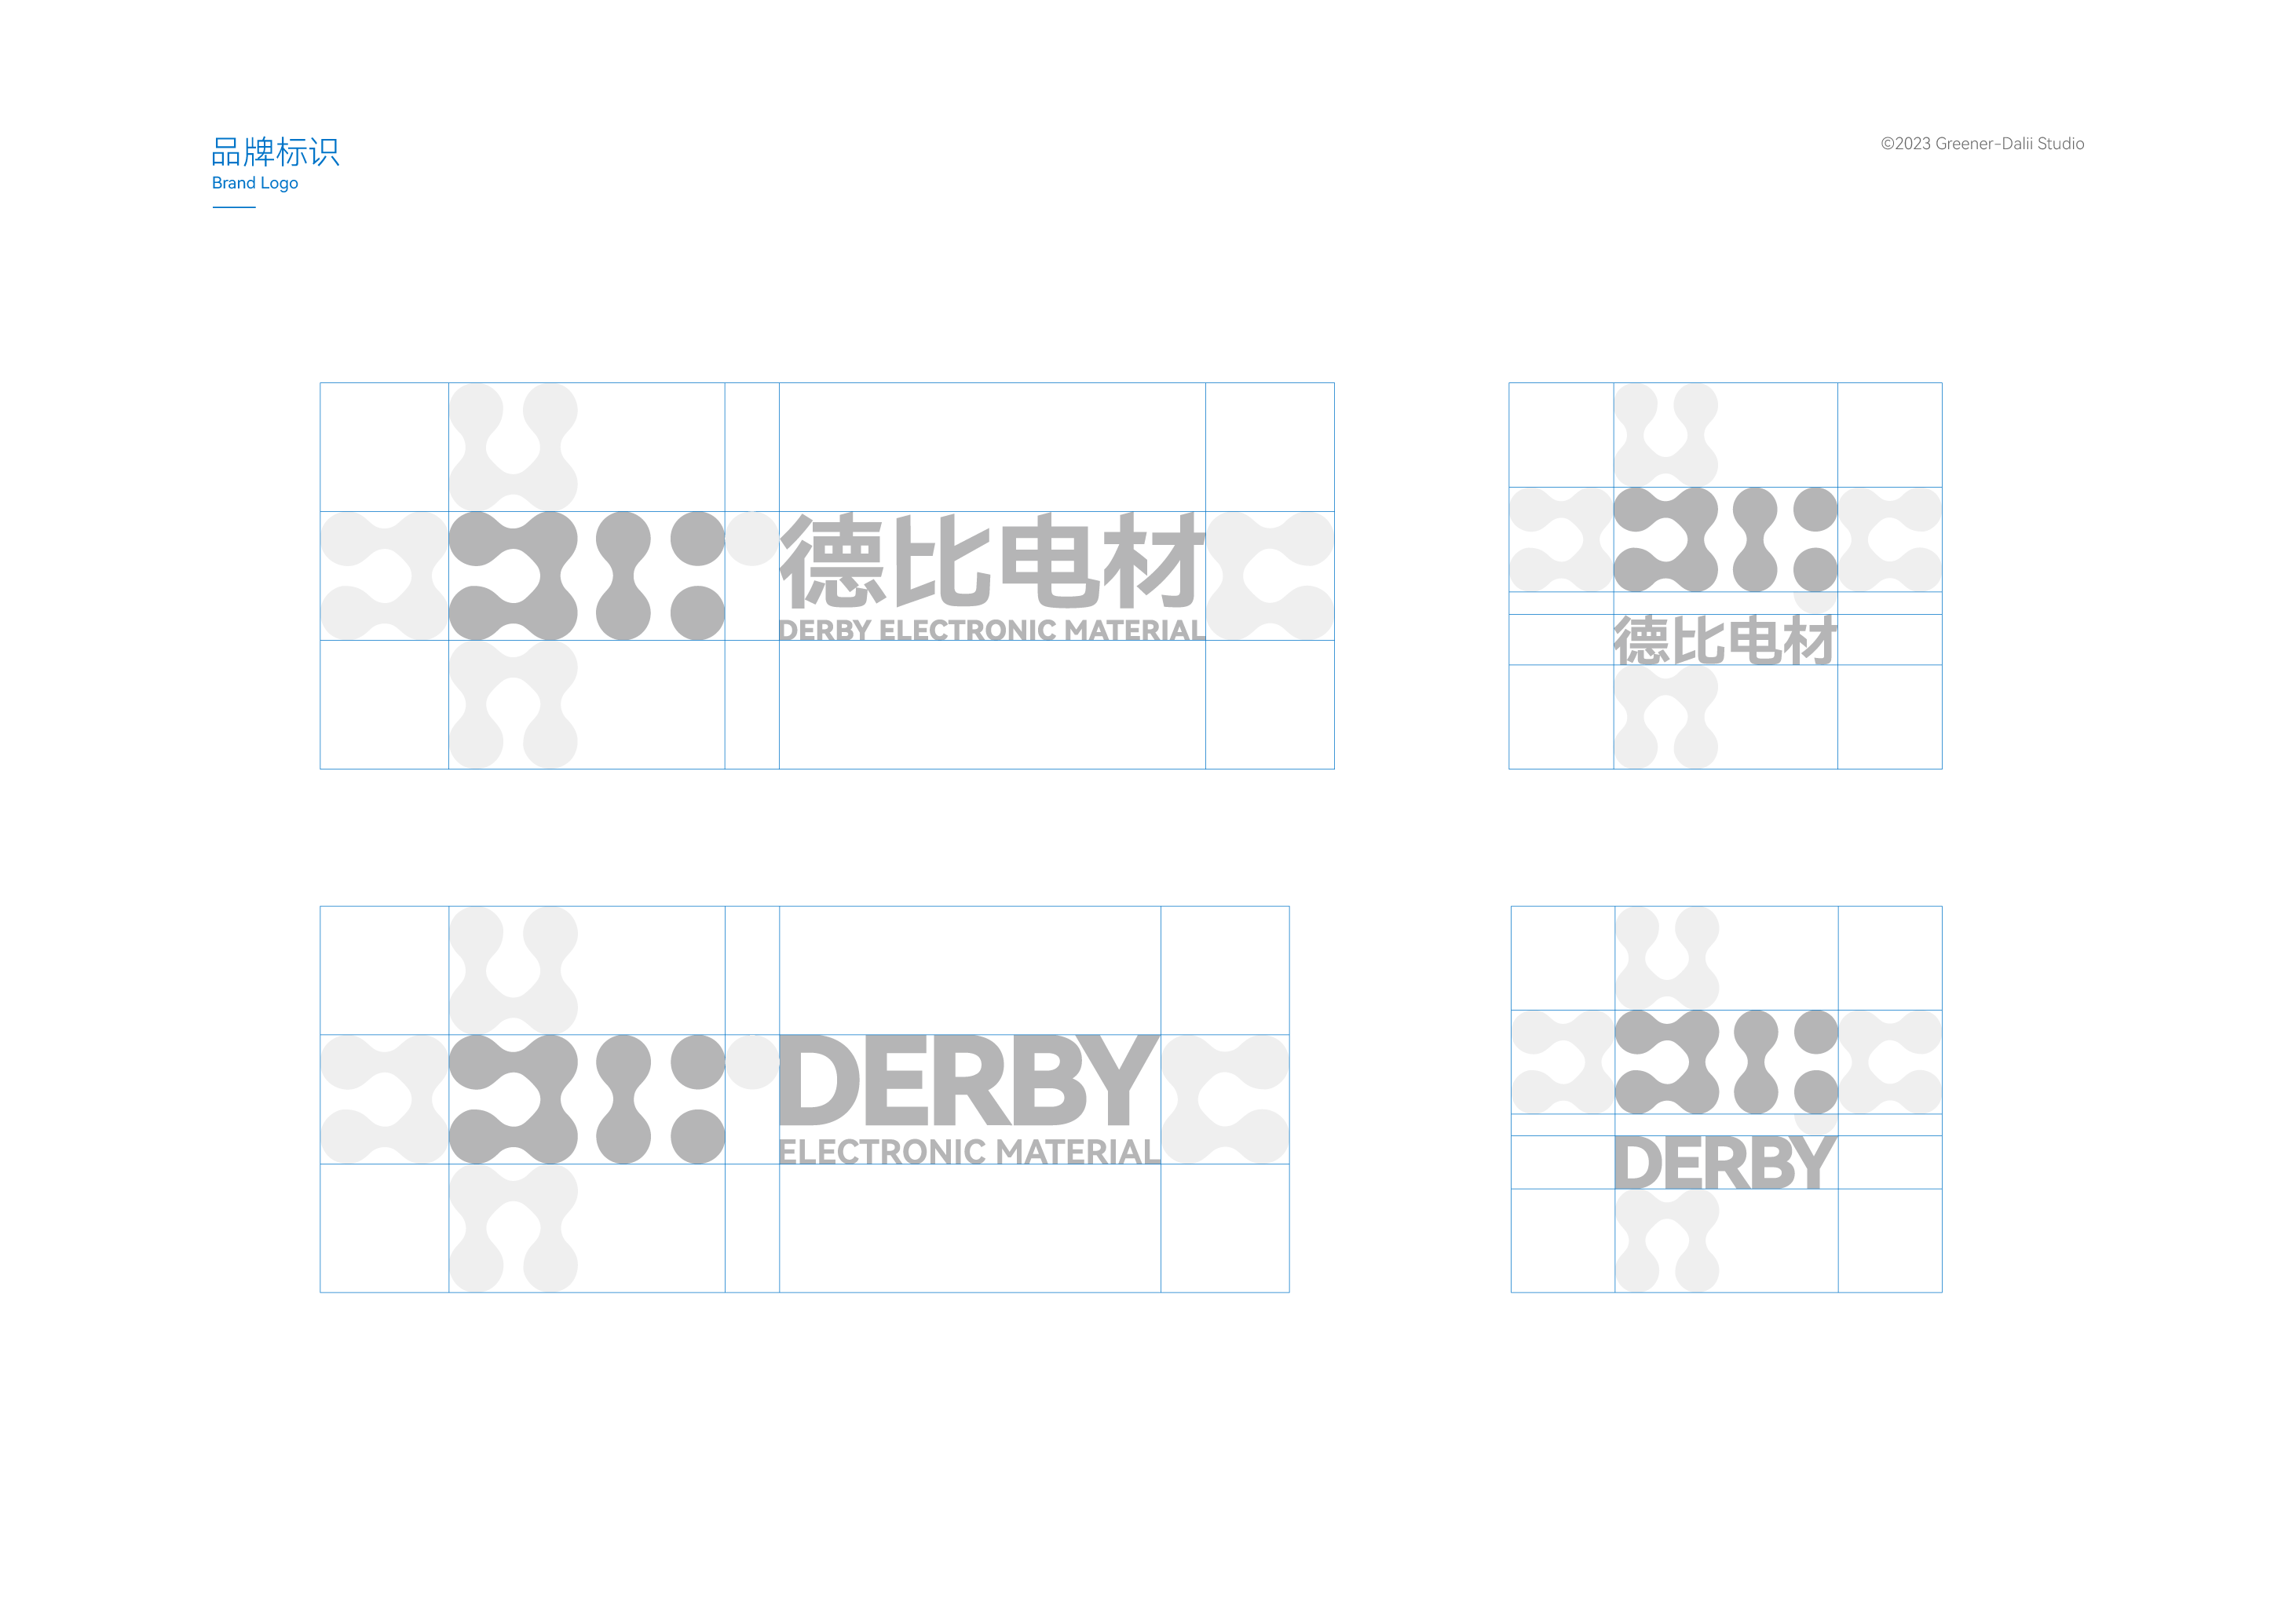 品牌标识
Brand Logo
©2023 Greener-Dalii Studio
德比电材
DERBY ELECTRONIC MATERIAL
德比电材
DERBY
ELECTRONIC MATERIAL
DERBY